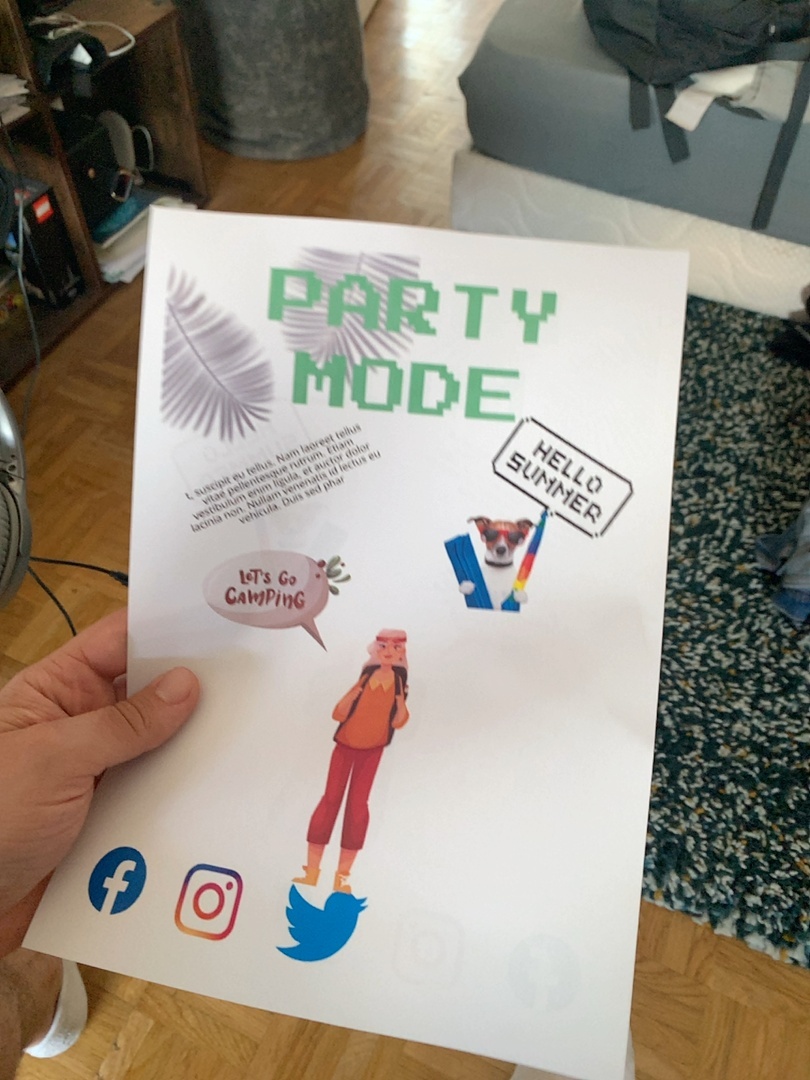 PARTY
MODE
HELLO
SUMMER
suscipit eu tellus. Nam laoreet tellus
vitae pellentesque rutrum. Etiam
vestibulum enim ligula, et auctor dolor
lacinia non. Nullam venenatis id lectus eu
vehicula. Duis sed phar
LET'S GO
CAMPING